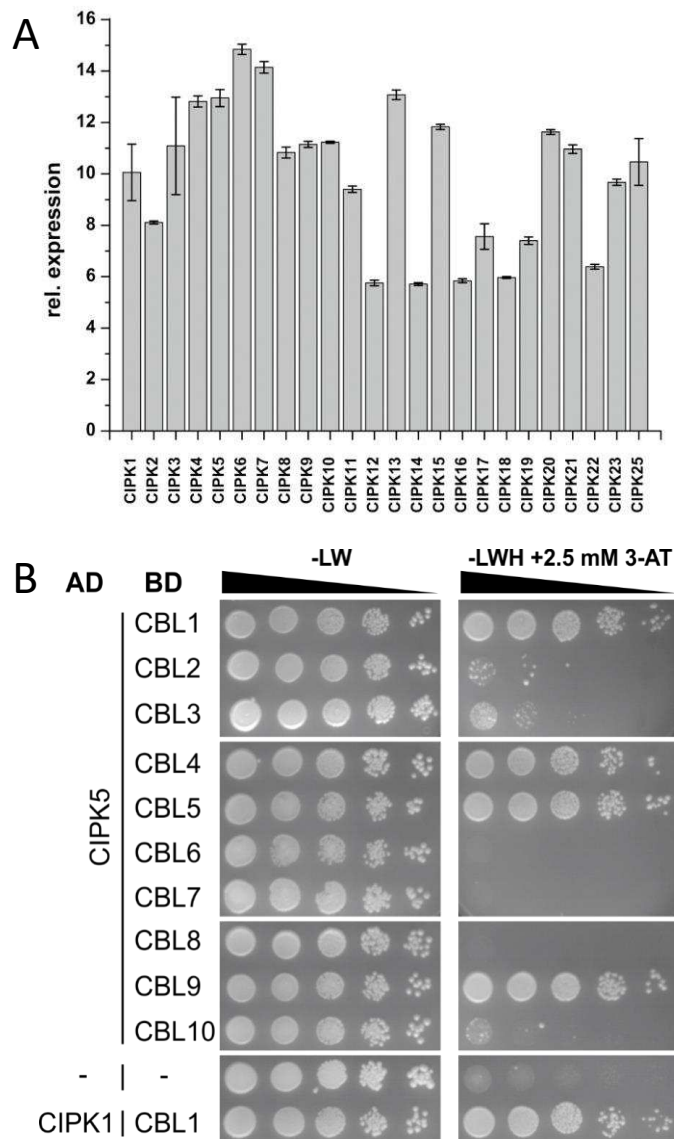 A
rel. expression
16
14
12
10
8
6
4
2
0
CIPK1
CIPK2
CIPK3
CIPK4
CIPK5
CIPK6
CIPK7
CIPK8
CIPK9
CIPK10
CIPK11
CIPK12
CIPK13
CIPK14
CIPK15
CIPK16
CIPK17
CIPK18
CIPK19
CIPK20
CIPK21
CIPK22
CIPK23
CIPK25
B AD BD -LW -LWH +2.5 mM 3-AT
CIPK5
CBL1
CBL2
CBL3
CBL4
CBL5
CBL6
CBL7
CBL8
CBL9
CBL10
- | -
CIPK1 | CBL1